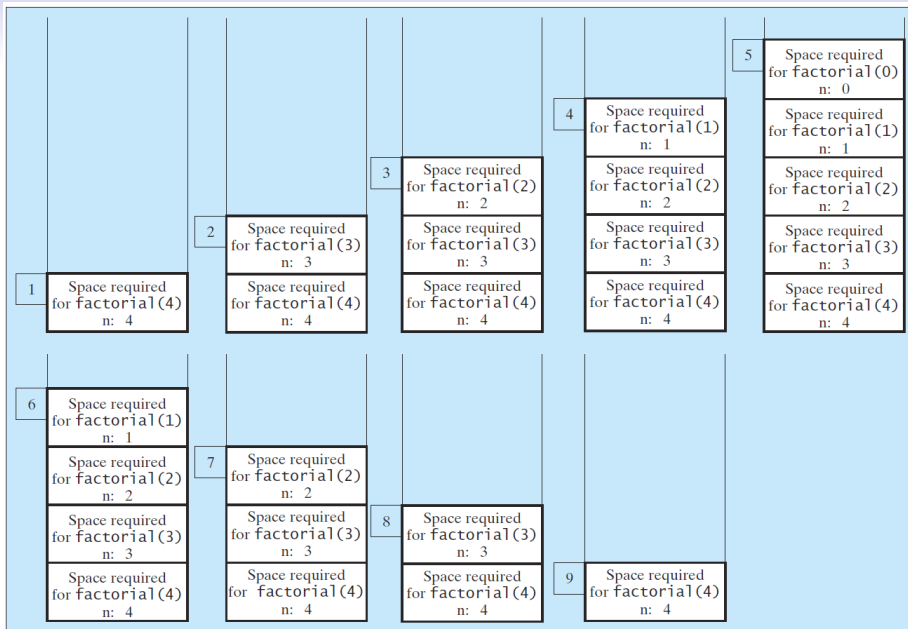 1
Space required
for factorial(4)
n: 4
2
Space required
for factorial(3)
n: 3
Space required
for factorial(4)
n: 4
3
Space required
for factorial(2)
n: 2
Space required
for factorial(3)
n: 3
Space required
for factorial(4)
n: 4
4
Space required
for factorial(1)
n: 1
Space required
for factorial(2)
n: 2
Space required
for factorial(3)
n: 3
Space required
for factorial(4)
n: 4
5
Space required
for factorial(0)
n: 0
Space required
for factorial(1)
n: 1
Space required
for factorial(2)
n: 2
Space required
for factorial(3)
n: 3
Space required
for factorial(4)
n: 4
6
Space required
for factorial(1)
n: 1
Space required
for factorial(2)
n: 2
Space required
for factorial(3)
n: 3
Space required
for factorial(4)
n: 4
7
Space required
for factorial(2)
n: 2
Space required
for factorial(3)
n: 3
Space required
for factorial(4)
n: 4
8
Space required
for factorial(3)
n: 3
Space required
for factorial(4)
n: 4
9
Space required
for factorial(4)
n: 4